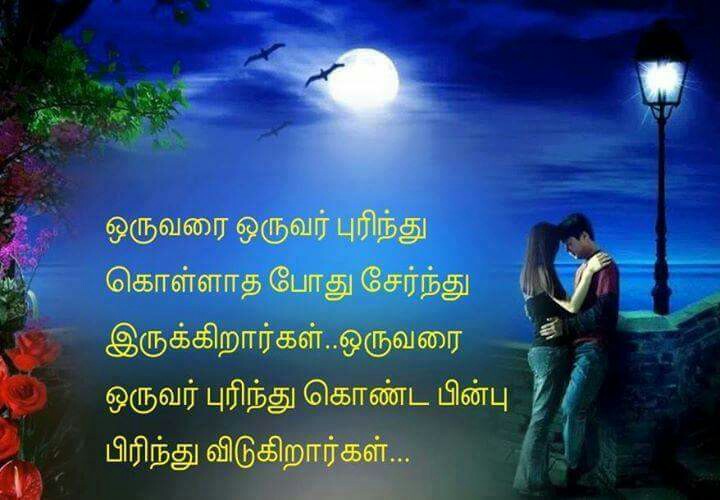 ஒருவரை ஒருவர் புரிந்து
கொள்ளாத போது சேர்ந்து
இருக்கிறார்கள்..ஒருவரை
ஒருவர் புரிந்து கொண்ட பின்பு
பிரிந்து விடுகிறார்கள்...